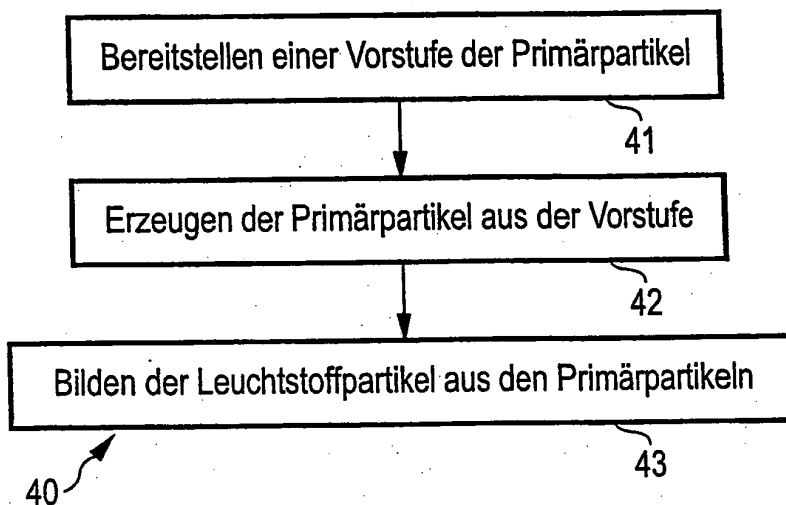 Bereitstellen einer Vorstufe der Primärpartikel
41
Erzeugen der Primärpartikel aus der Vorstufe
42
Bilden der Leuchtstoffpartikel aus den Primärpartikeln
43
40